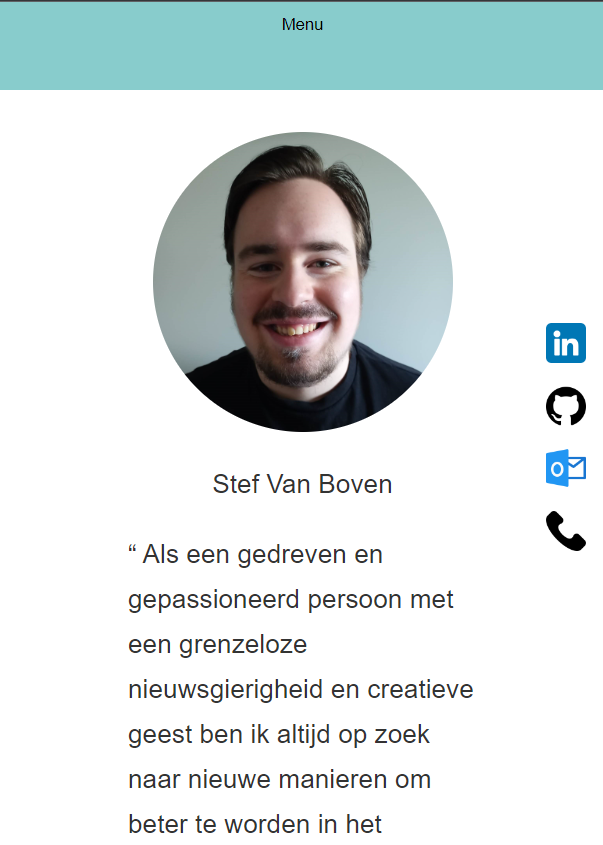 Menu
in
Stef Van Boven
“ Als een gedreven en
gepassioneerd persoon met
een grenzeloze
nieuwsgierigheid en creatieve
geest ben ik altijd op zoek
naar nieuwe manieren om
beter te worden in het